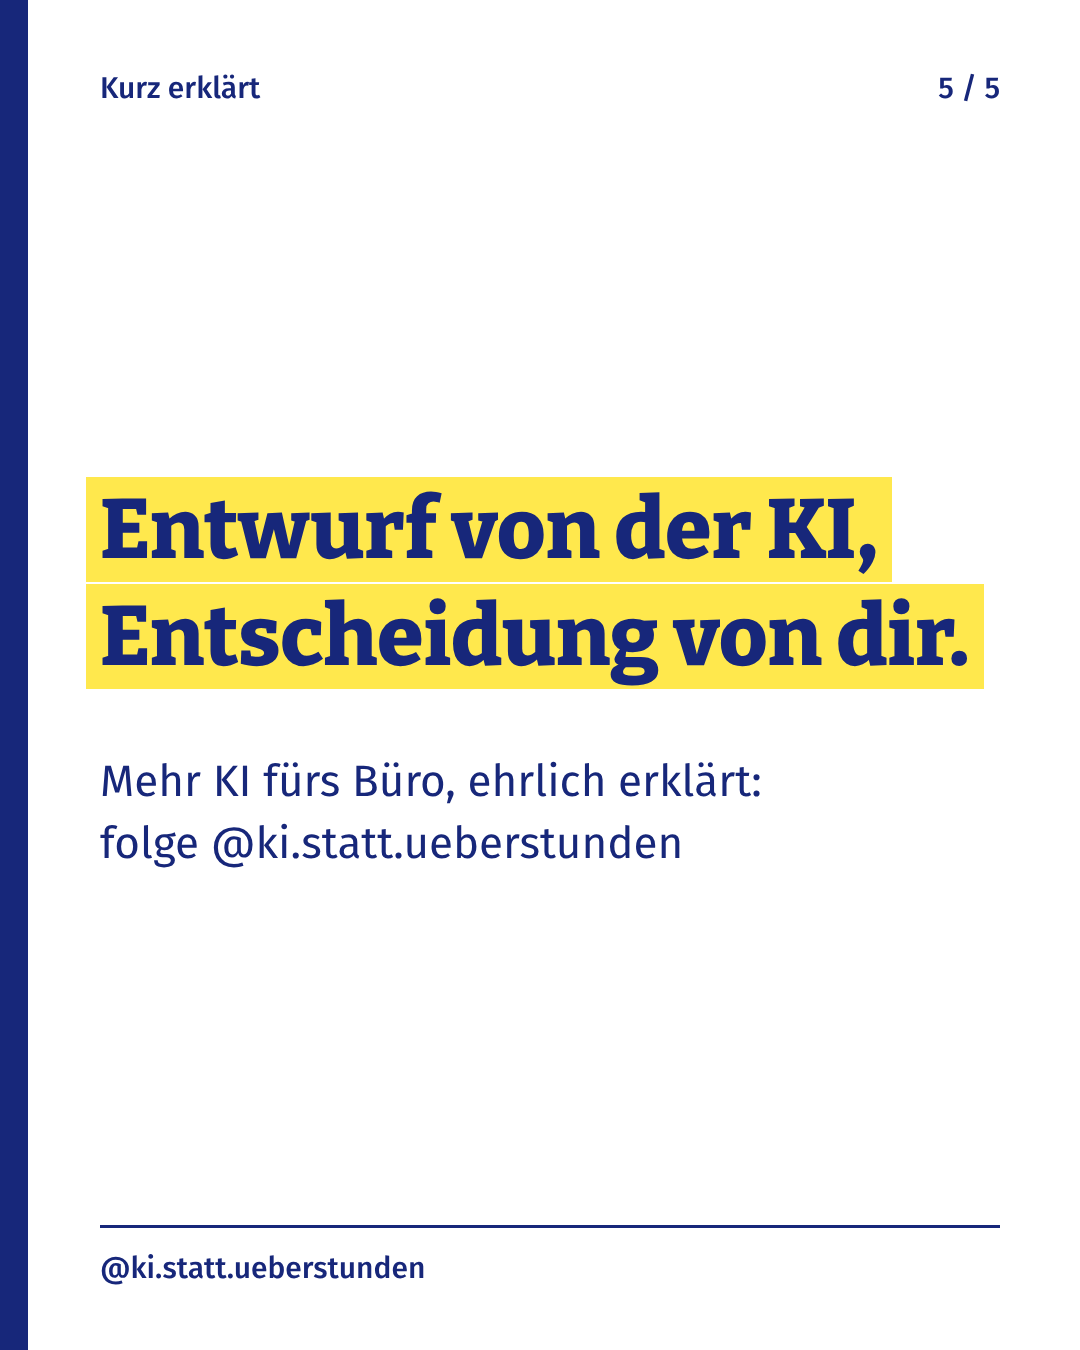 Kurz erklärt
5 / 5
Entwurf von der KI,
Entscheidung von dir.
Mehr KI fürs Büro, ehrlich erklärt:
folge @ki.statt.ueberstunden
@ki.statt.ueberstunden